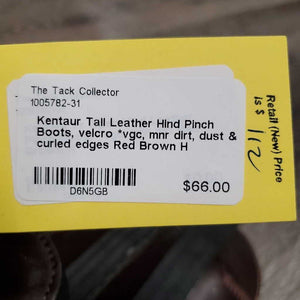 The Tack Collector
1005782-31
Kentaur Tall Leather Hind Pinch
Boots, velcro *vgc, mnr dirt, dust &
curled edges Red Brown H
D6N5GB
$66.00
Retail (New) Price
is $ 112